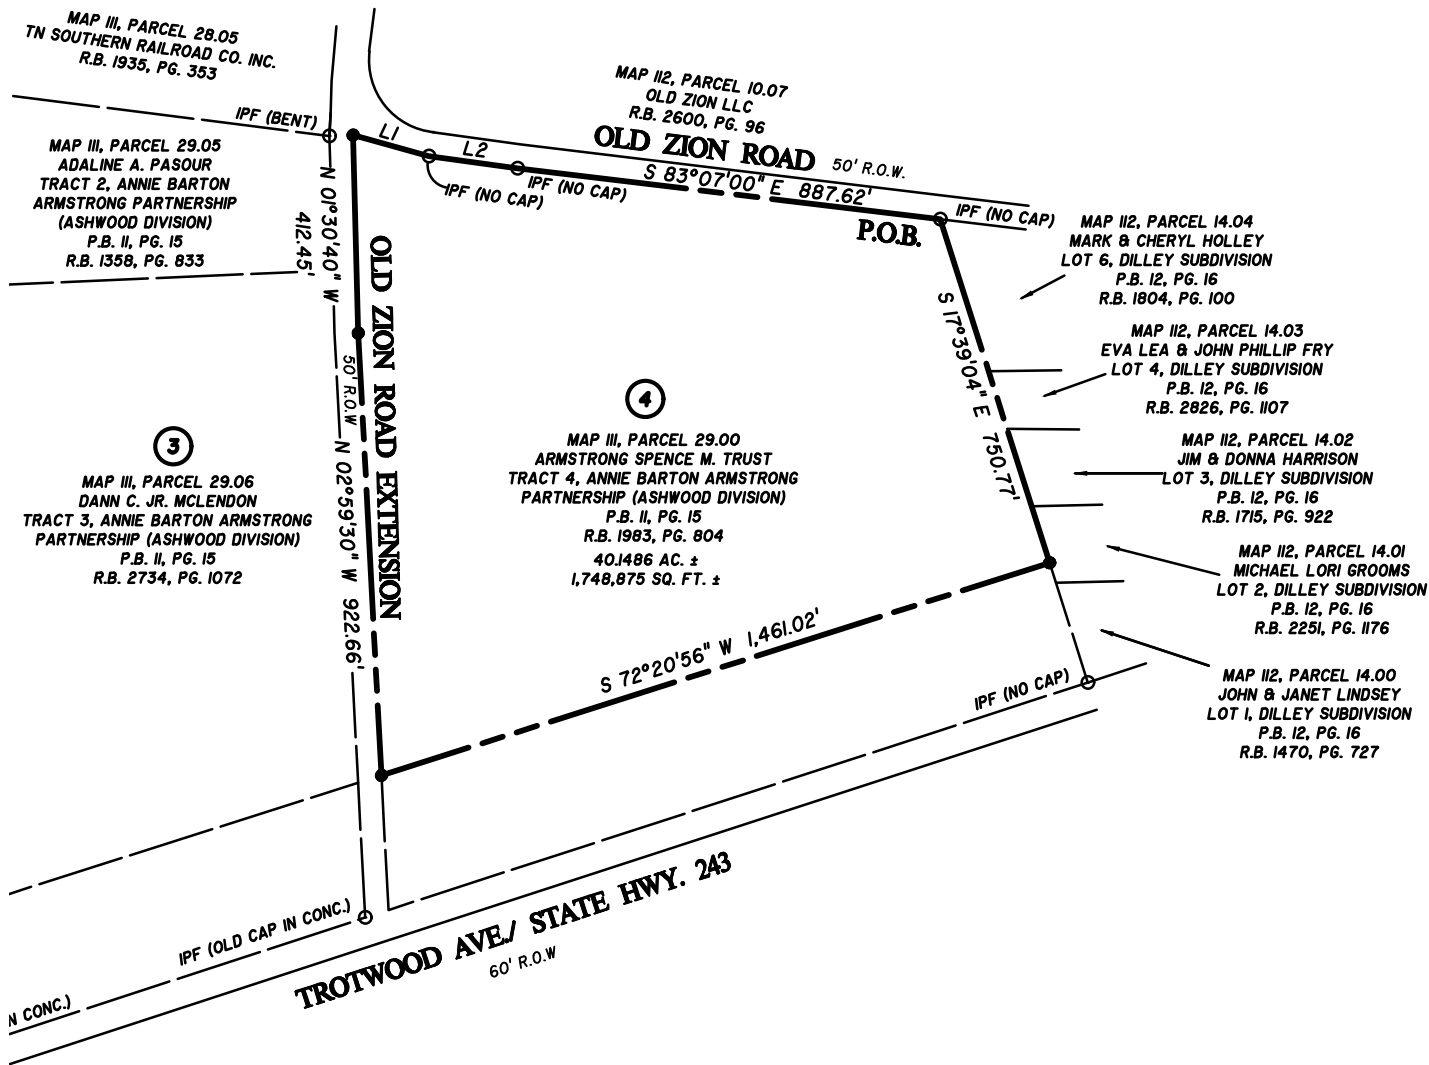 MAP 111, PARCEL 28.05
TN SOUTHERN RAILROAD CO. INC.
R.B. 1935, PG. 353
IPF (BENT)
MAP 111, PARCEL 29.05
ADALINE A. PASOUR
TRACT 2, ANNIE BARTON
ARMSTRONG PARTNERSHIP
(ASHWOOD DIVISION)
P.B. 11, PG. 15
R.B. 1358, PG. 833
N 01°30'40" W
412.45'
L1
L2
IPF (NO CAP)
IPF (NO CAP)
MAP 112, PARCEL 10.07
OLD ZION LLC
R.B. 2600, PG. 96
OLD ZION ROAD
50' R.O.W.
S 83°07'00" E 887.62'
IPF (NO CAP)
P.O.B.
MAP 112, PARCEL 14.04
MARK & CHERYL HOLLEY
LOT 6, DILLEY SUBDIVISION
P.B. 12, PG. 16
R.B. 1804, PG. 100
S 17°39'04" E 750.77'
MAP 112, PARCEL 14.03
EVA LEA & JOHN PHILLIP FRY
LOT 4, DILLEY SUBDIVISION
P.B. 12, PG. 16
R.B. 2826, PG. 1107
MAP 112, PARCEL 14.02
JIM & DONNA HARRISON
LOT 3, DILLEY SUBDIVISION
P.B. 12, PG. 16
R.B. 1715, PG. 922
MAP 112, PARCEL 14.01
MICHAEL LORI GROOMS
LOT 2, DILLEY SUBDIVISION
P.B. 12, PG. 16
R.B. 2251, PG. 1176
MAP 112, PARCEL 14.00
JOHN & JANET LINDSEY
LOT 1, DILLEY SUBDIVISION
P.B. 12, PG. 16
R.B. 1470, PG. 727
OLD ZION ROAD EXTENSION
50' R.O.W
N 02°59'30" W 922.66'
3
MAP 111, PARCEL 29.06
DANN C. JR. MCLENDON
TRACT 3, ANNIE BARTON ARMSTRONG
PARTNERSHIP (ASHWOOD DIVISION)
P.B. 11, PG. 15
R.B. 2734, PG. 1072
4
MAP 111, PARCEL 29.00
ARMSTRONG SPENCE M. TRUST
TRACT 4, ANNIE BARTON ARMSTRONG
PARTNERSHIP (ASHWOOD DIVISION)
P.B. 11, PG. 15
R.B. 1983, PG. 804
40.1486 AC. ±
1,748,875 SQ. FT. ±
S 72°20'56" W 1,461.02'
IPF (NO CAP)
IPF (OLD CAP IN CONC.)
N CONC.)
TROTWOOD AVE./ STATE HWY. 243
60' R.O.W